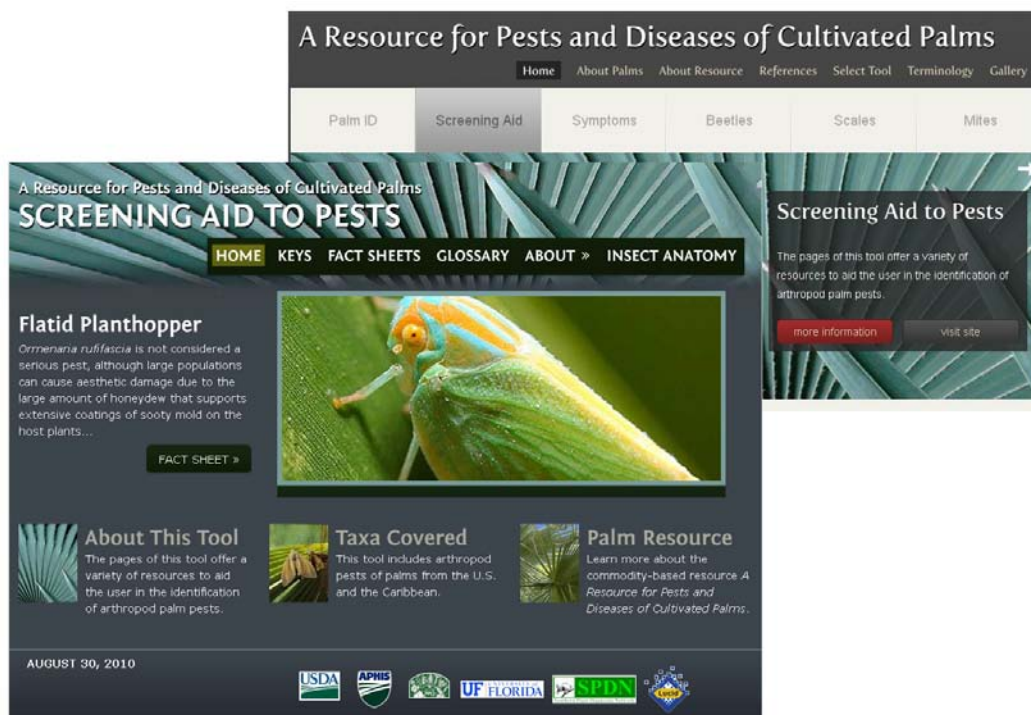 A Resource for Pests and Diseases of Cultivated Palms
Home About Palms About Resource References Select Tool Terminology Gallery
Palm ID Screening Aid Symptoms Beetles Scales Mites
Screening Aid to Pests
The pages of this tool offer a variety of
resources to aid the user in the identification of
arthropod palm pests.
more information visit site
A Resource for Pests and Diseases of Cultivated Palms
SCREENING AID TO PESTS
HOME KEYS FACT SHEETS GLOSSARY ABOUT » INSECT ANATOMY
Flatid Planthopper
Ormenaria rufifascia is not considered a
serious pest, although large populations
can cause aesthetic damage due to the
large amount of honeydew that supports
extensive coatings of sooty mold on the
host plants...
FACT SHEET »
About This Tool
The pages of this tool offer a
variety of resources to aid
the user in the identification
of arthropod palm pests.
Taxa Covered
This tool includes arthropod
pests of palms from the U.S.
and the Caribbean.
Palm Resource
Learn more about the
commodity-based resource A
Resource for Pests and
Diseases of Cultivated Palms.
AUGUST 30, 2010
USDA
APHIS
UF UNIVERSITY of FLORIDA
SPDN
Lucid